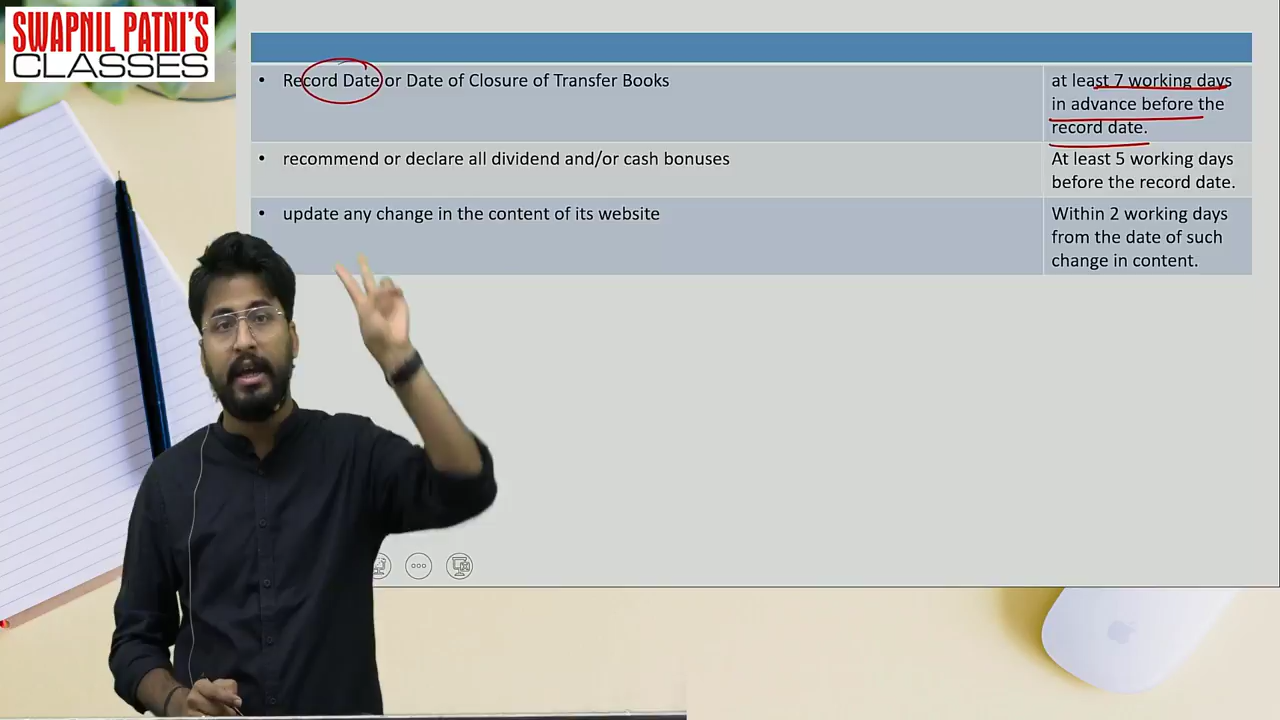 SWAPNIL PATNI'S
CLASSES
• Record Date or Date of Closure of Transfer Books
at least 7 working days
in advance before the
record date.
• recommend or declare all dividend and/or cash bonuses
At least 5 working days
before the record date.
• update any change in the content of its website
Within 2 working days
from the date of such
change in content.